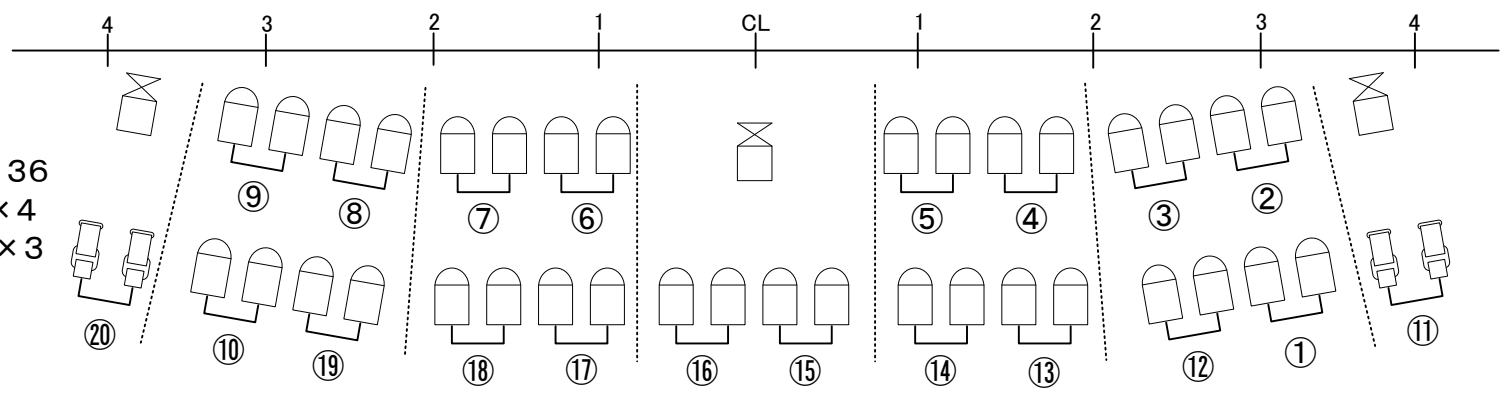 4 3 2 1 CL 1 2 3 4
36
×4
×3
⑨ ⑧ ⑦ ⑥ ⑤ ④ ③ ②
⑳ ⑩ ⑲ ⑱ ⑰ ⑯ ⑮ ⑭ ⑬ ⑫ ① ⑪